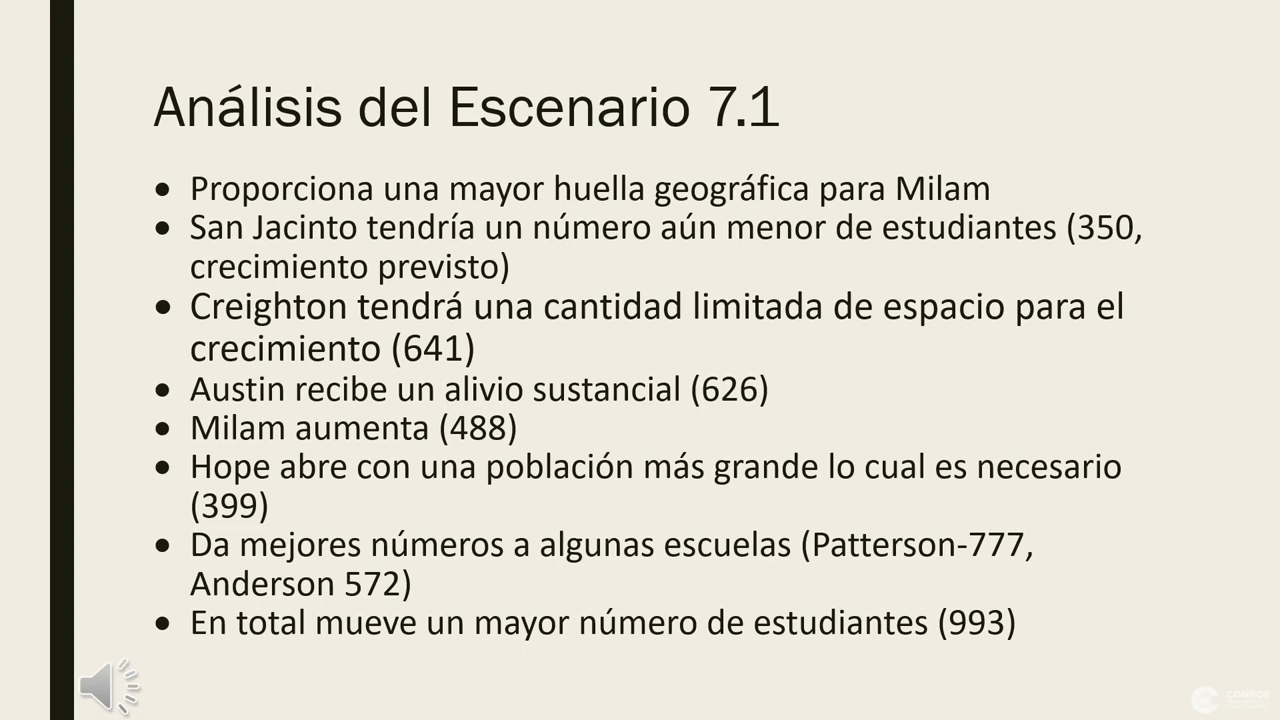 Análisis del Escenario 7.1
• Proporciona una mayor huella geográfica para Milam
• San Jacinto tendría un número aún menor de estudiantes (350,
crecimiento previsto)
• Creighton tendrá una cantidad limitada de espacio para el
crecimiento (641)
• Austin recibe un alivio sustancial (626)
• Milam aumenta (488)
• Hope abre con una población más grande lo cual es necesario
(399)
• Da mejores números a algunas escuelas (Patterson-777,
Anderson 572)
• En total mueve un mayor número de estudiantes (993)
CONROE